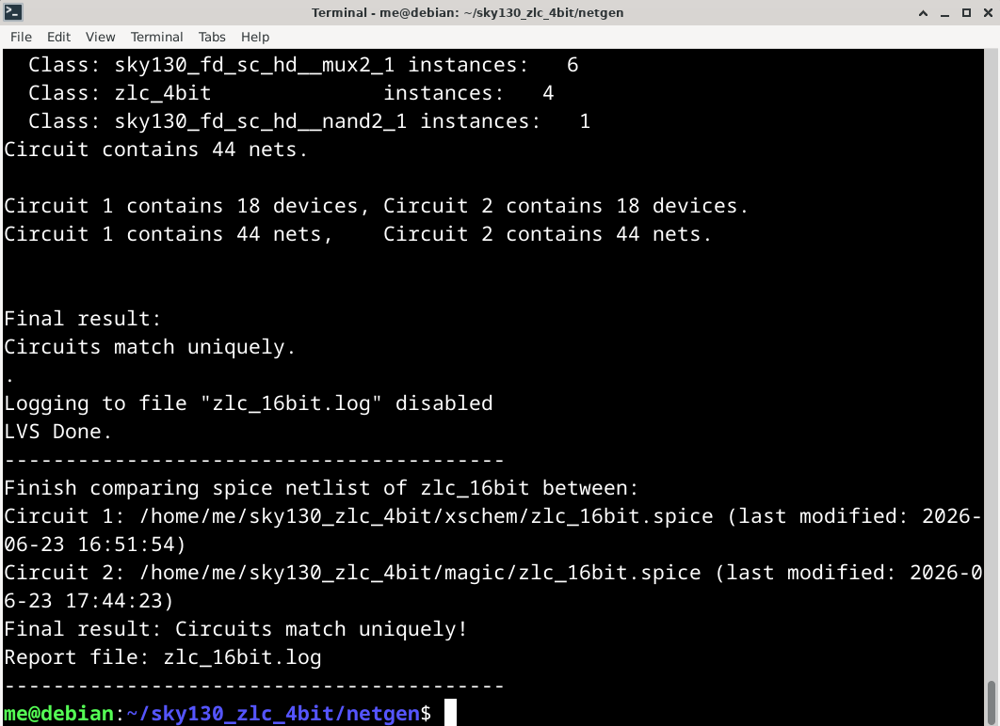 Terminal - me@debian: ~/sky130_zlc_4bit/netgen
File Edit View Terminal Tabs Help
  Class: sky130_fd_sc_hd__mux2_1 instances:   6
  Class: zlc_4bit              instances:   4
  Class: sky130_fd_sc_hd__nand2_1 instances:   1
Circuit contains 44 nets.

Circuit 1 contains 18 devices, Circuit 2 contains 18 devices.
Circuit 1 contains 44 nets,    Circuit 2 contains 44 nets.


Final result:
Circuits match uniquely.
.
Logging to file "zlc_16bit.log" disabled
LVS Done.
-----------------------------------------
Finish comparing spice netlist of zlc_16bit between:
Circuit 1: /home/me/sky130_zlc_4bit/xschem/zlc_16bit.spice (last modified: 2026-
06-23 16:51:54)
Circuit 2: /home/me/sky130_zlc_4bit/magic/zlc_16bit.spice (last modified: 2026-0
6-23 17:44:23)
Final result: Circuits match uniquely!
Report file: zlc_16bit.log
-----------------------------------------
me@debian:~/sky130_zlc_4bit/netgen$